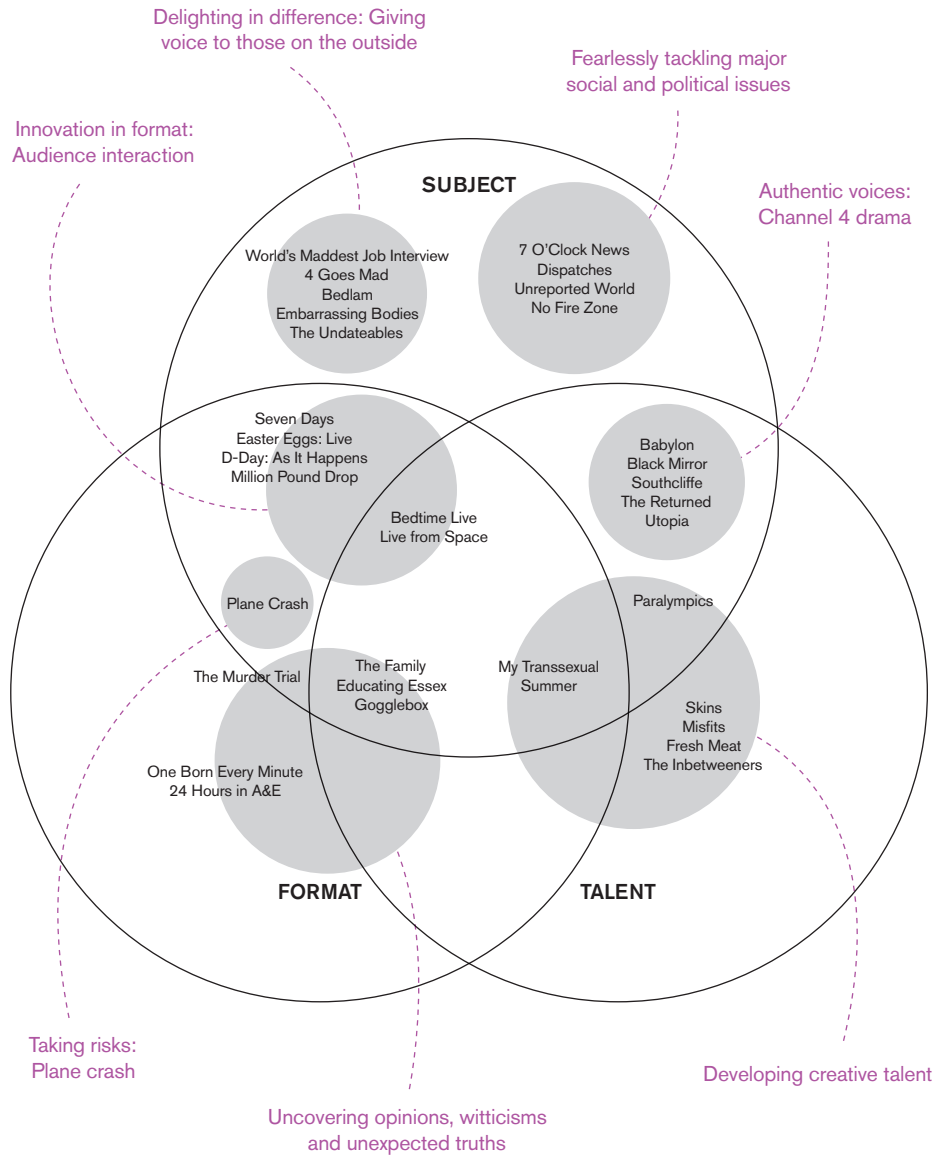 Delighting in difference: Giving
voice to those on the outside
Fearlessly tackling major
social and political issues
Innovation in format:
Audience interaction
Authentic voices:
Channel 4 drama
SUBJECT
World's Maddest Job Interview
4 Goes Mad
Bedlam
Embarrassing Bodies
The Undateables
7 O'Clock News
Dispatches
Unreported World
No Fire Zone
Seven Days
Easter Eggs: Live
D-Day: As It Happens
Million Pound Drop
Bedtime Live
Live from Space
Babylon
Black Mirror
Southcliffe
The Returned
Utopia
Plane Crash
Paralympics
The Murder Trial
The Family
Educating Essex
Gogglebox
My Transsexual
Summer
Skins
Misfits
Fresh Meat
The Inbetweeners
One Born Every Minute
24 Hours in A&E
FORMAT
TALENT
Taking risks:
Plane crash
Developing creative talent
Uncovering opinions, witticisms
and unexpected truths